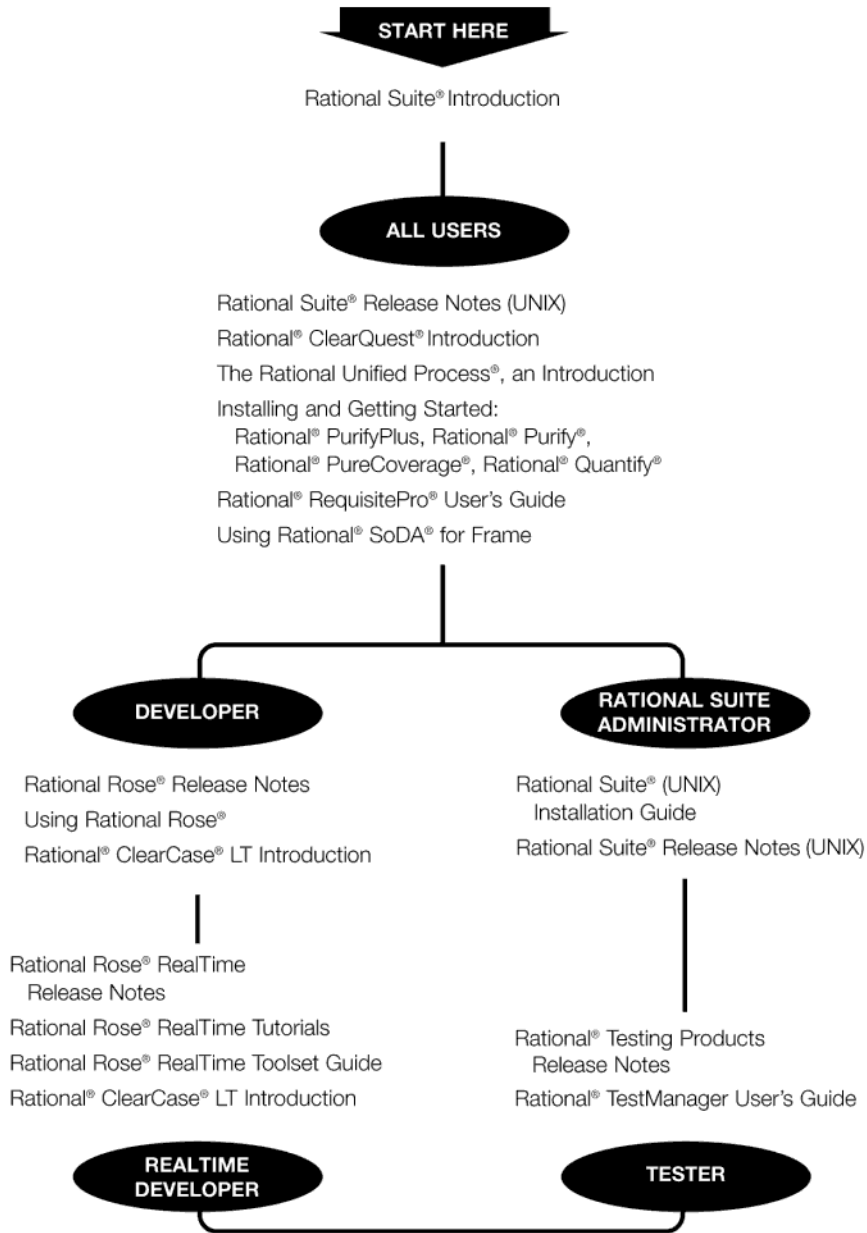 START HERE
Rational Suite® Introduction
ALL USERS
Rational Suite® Release Notes (UNIX)
Rational® ClearQuest® Introduction
The Rational Unified Process®, an Introduction
Installing and Getting Started:
Rational® PurifyPlus, Rational® Purify®,
Rational® PureCoverage®, Rational® Quantify®
Rational® RequisitePro® User's Guide
Using Rational® SoDA® for Frame
DEVELOPER
Rational Rose® Release Notes
Using Rational Rose®
Rational® ClearCase® LT Introduction
RATIONAL SUITE
ADMINISTRATOR
Rational Suite® (UNIX)
Installation Guide
Rational Suite® Release Notes (UNIX)
Rational Rose® RealTime
Release Notes
Rational Rose® RealTime Tutorials
Rational Rose® RealTime Toolset Guide
Rational® ClearCase® LT Introduction
REALTIME
DEVELOPER
Rational® Testing Products
Release Notes
Rational® TestManager User's Guide
TESTER